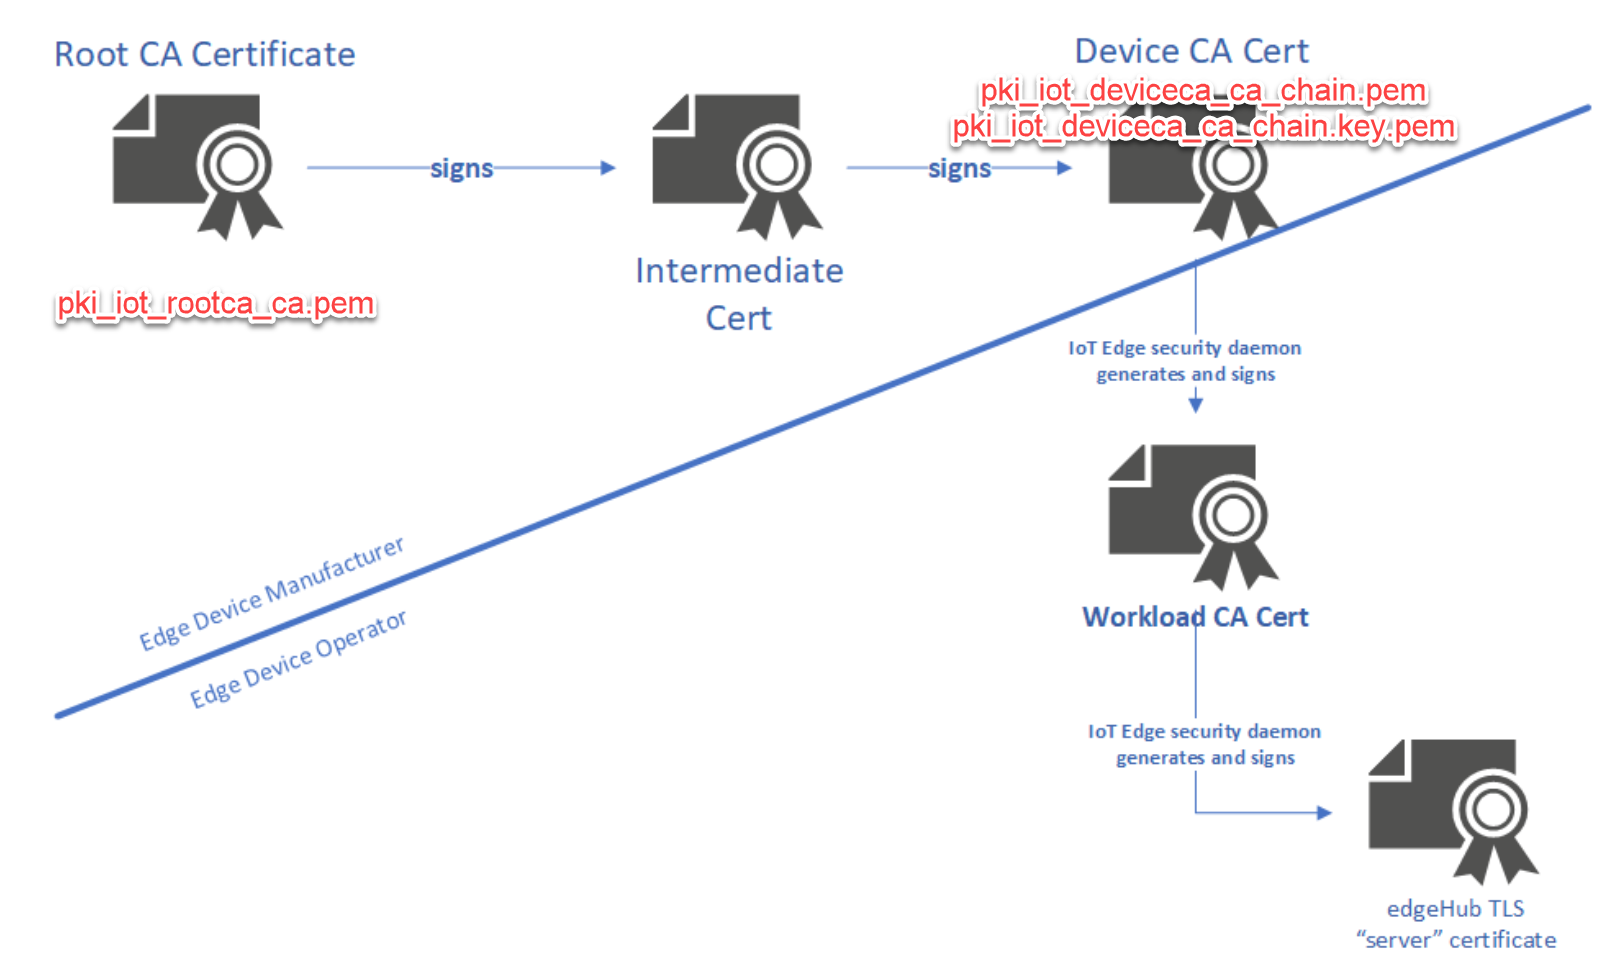 Root CA Certificate
Device CA Cert
pki_iot_deviceca_ca_chain.pem
pki_iot_deviceca_ca_chain.key.pem
signs
signs
Intermediate
Cert
pki_iot_rootca_ca.pem
IoT Edge security daemon
generates and signs
Edge Device Manufacturer
Edge Device Operator
Workload CA Cert
IoT Edge security daemon
generates and signs
edgeHub TLS
“server” certificate